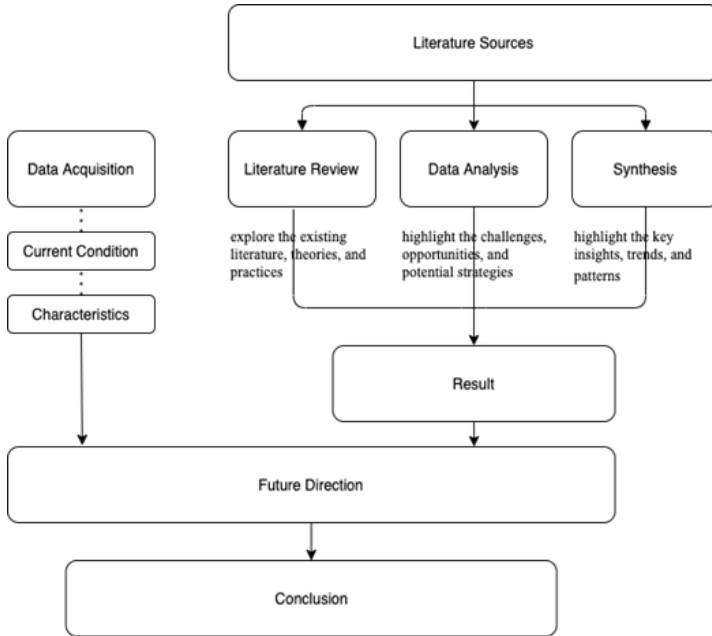 Literature Sources
Data Acquisition
Literature Review
Data Analysis
Synthesis
Current Condition
explore the existing
literature, theories, and
practices
highlight the challenges,
opportunities, and
potential strategies
highlight the key
insights, trends, and
patterns
Characteristics
Result
Future Direction
Conclusion